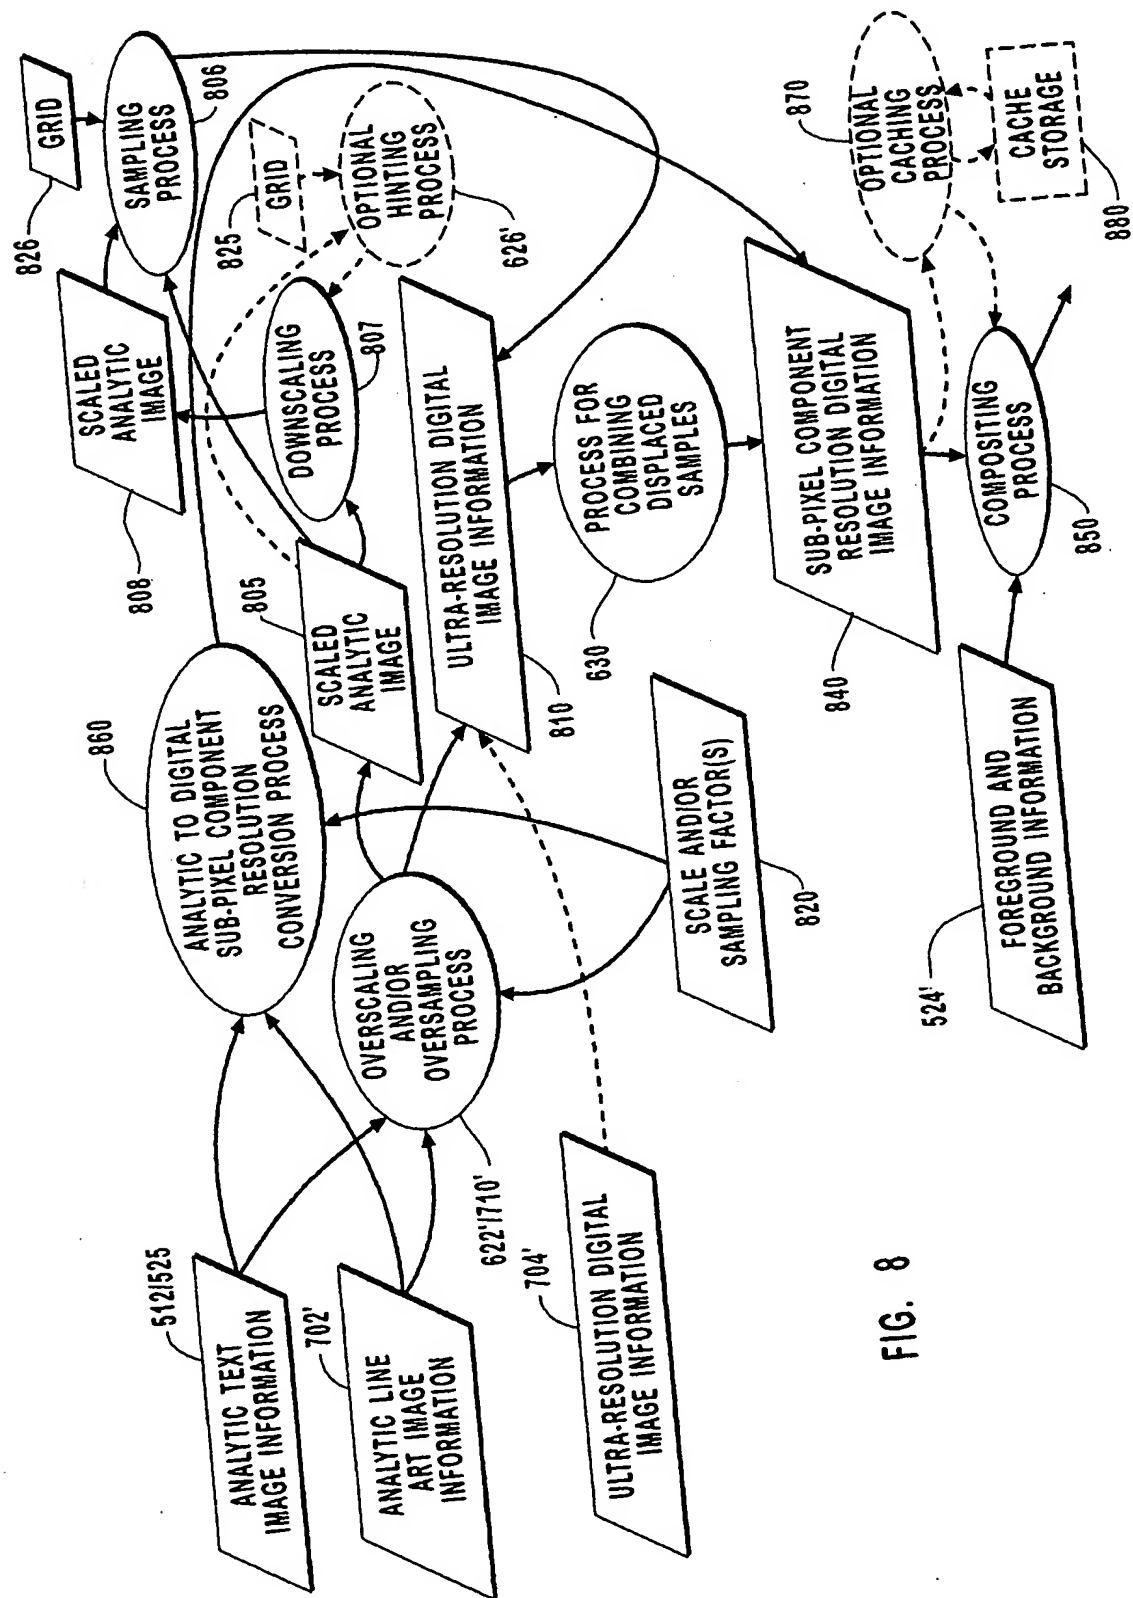 512/525
ANALYTIC TEXT
IMAGE INFORMATION
702'
ANALYTIC LINE
ART IMAGE
INFORMATION
704'
ULTRA-RESOLUTION DIGITAL
IMAGE INFORMATION
860
ANALYTIC TO DIGITAL
SUB-PIXEL COMPONENT
RESOLUTION
CONVERSION PROCESS
OVERSCALING
AND/OR
OVERSAMPLING
PROCESS
622'/710'
SCALE AND/OR
SAMPLING FACTOR(S)
820
524'
FOREGROUND AND
BACKGROUND INFORMATION
805
SCALED
ANALYTIC
IMAGE
808
SCALED
ANALYTIC
IMAGE
DOWNSCALING
PROCESS
807
ULTRA-RESOLUTION DIGITAL
IMAGE INFORMATION
810
PROCESS FOR
COMBINING
DISPLACED
SAMPLES
630
SUB-PIXEL COMPONENT
RESOLUTION DIGITAL
IMAGE INFORMATION
840
COMPOSITING
PROCESS
850
826
GRID
SAMPLING
PROCESS
806
825
GRID
OPTIONAL
HINTING
PROCESS
626'
870
OPTIONAL
CACHING
PROCESS
CACHE
STORAGE
880
FIG. 8